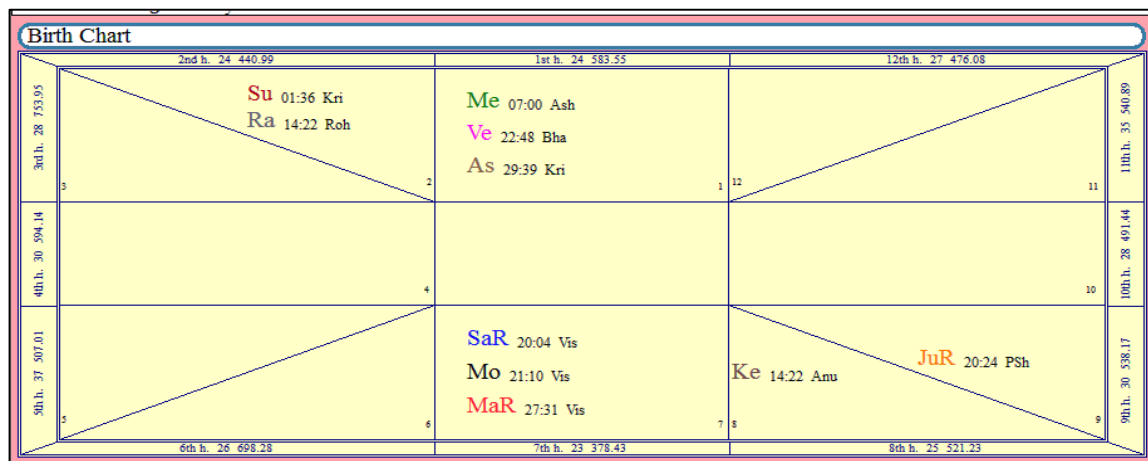 Birth Chart
2nd h. 24 440.99
1st h. 24 583.55
12th h. 27 476.08
3rd h. 28 753.95
Su 01:36 Kri
Ra 14:22 Roh
3
2
Me 07:00 Ash
Ve 22:48 Bha
As 29:39 Kri
1
12
11
11th h. 35 540.89
4th h. 30 594.14
4
10
10th h. 28 491.44
5th h. 37 507.01
5
6
SaR 20:04 Vis
Mo 21:10 Vis
MaR 27:31 Vis
7
Ke 14:22 Anu
8
JuR 20:24 PSh
9
9th h. 30 538.17
6th h. 26 698.28
7th h. 23 378.43
8th h. 25 521.23